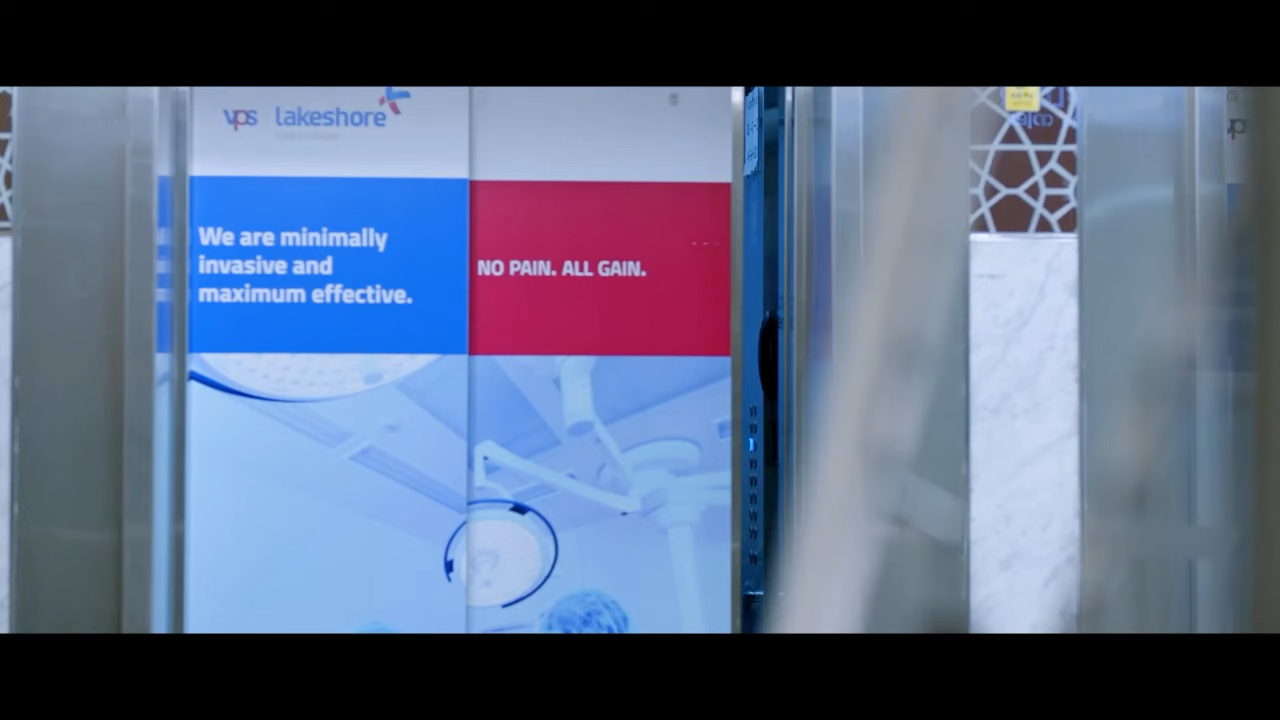 vps lakeshore
We are minimally
invasive and
maximum effective.
NO PAIN. ALL GAIN.